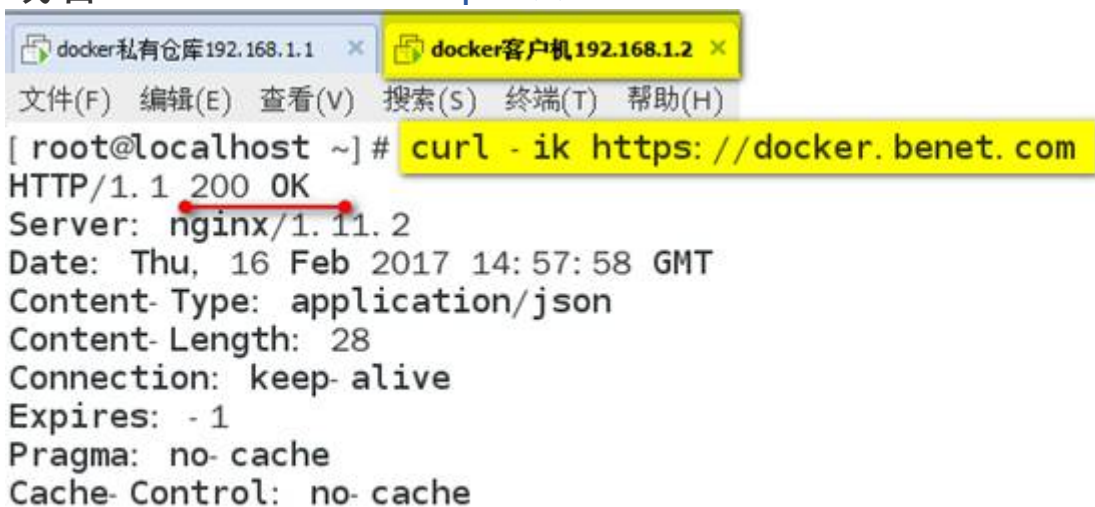 docker私有仓库192.168.1.1 × docker客户机192.168.1.2 ×
文件(F) 编辑(E) 查看(V) 搜索(S) 终端(T) 帮助(H)
[root@localhost ~]# curl -ik https://docker.benet.com
HTTP/1.1 200 OK
Server: nginx/1.11.2
Date: Thu, 16 Feb 2017 14:57:58 GMT
Content-Type: application/json
Content-Length: 28
Connection: keep-alive
Expires: -1
Pragma: no-cache
Cache-Control: no-cache